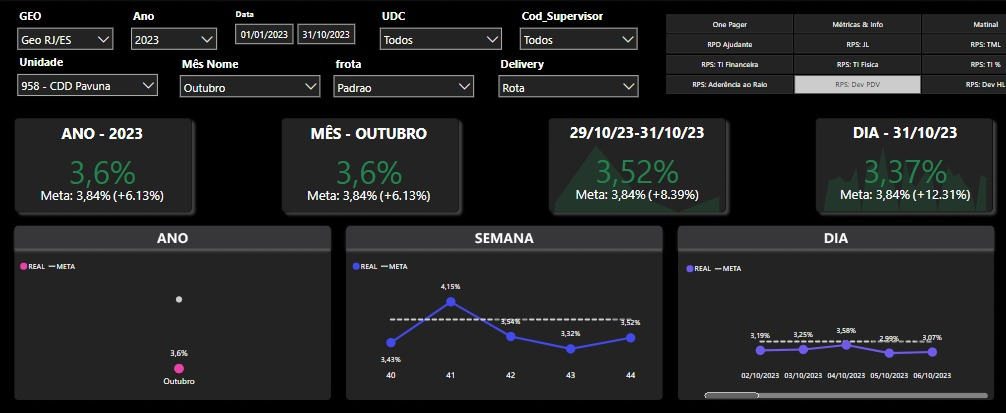 GEO
Ano
Data
UDC
Cod_Supervisor
Geo RJ/ES
2023
01/01/2023
31/10/2023
Todos
Todos
Unidade
Mês Nome
frota
Delivery
958 - CDD Pavuna
Outubro
Padrao
Rota
One Pager
Métricas & Info
Matinal
RPD Ajudante
RPS: JL
RPS: TML
RPS: TI Financeira
RPS: TI Fisica
RPS: TI %
RPS: Aderência ao Raio
RPS: Dev PDV
RPS: Dev HL
ANO - 2023
3,6%
Meta: 3,84% (+6.13%)
MÊS - OUTUBRO
3,6%
Meta: 3,84% (+6.13%)
29/10/23-31/10/23
3,52%
Meta: 3,84% (+8.39%)
DIA - 31/10/23
3,37%
Meta: 3,84% (+12.31%)
ANO
REAL META
3,6%
Outubro
SEMANA
REAL META
4,15%
3,54%
3,52%
3,32%
3,43%
40 41 42 43 44
DIA
REAL META
3,19% 3,25% 3,58% 2,99% 3,07%
02/10/2023 03/10/2023 04/10/2023 05/10/2023 06/10/2023